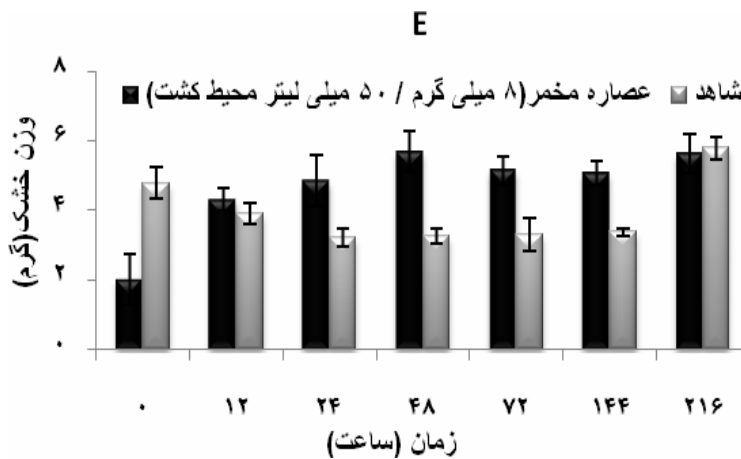 E
۸
عصاره مخمر(۸ میلی گرم / ۵۰ میلی لیتر محیط کشت) شاهد
۶
۴
۲
۰
وزن خشک(گرم)
۰ ۱۲ ۲۴ ۴۸ ۷۲ ۱۴۴ ۲۱۶
زمان (ساعت)